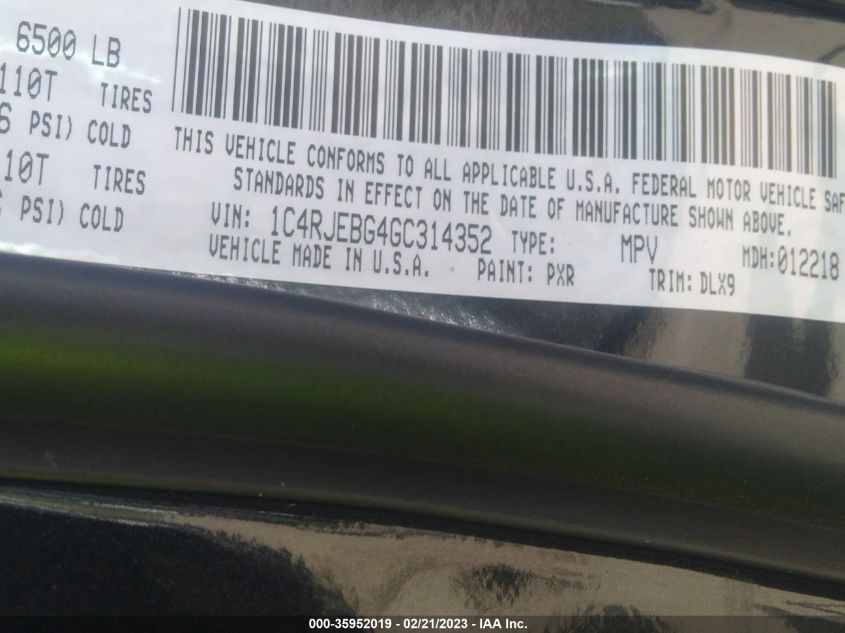 6500 LB
110T TIRES
PSI) COLD
10T TIRES
PSI) COLD
THIS VEHICLE CONFORMS TO ALL APPLICABLE U.S.A. FEDERAL MOTOR VEHICLE SAF
STANDARDS IN EFFECT ON THE DATE OF MANUFACTURE SHOWN ABOVE.
VIN: 1C4RJEBG4GC314352 TYPE: MPV MDH:012218
VEHICLE MADE IN U.S.A. PAINT: PXR TRIM: DLX9
000-35952019 - 02/21/2023 - IAA Inc.